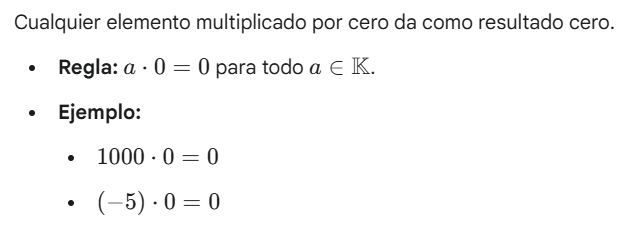 Cualquier elemento multiplicado por cero da como resultado cero.
• Regla: a · 0 = 0 para todo a ∈ 𝕂.
• Ejemplo:
• 1000 · 0 = 0
• (−5) · 0 = 0